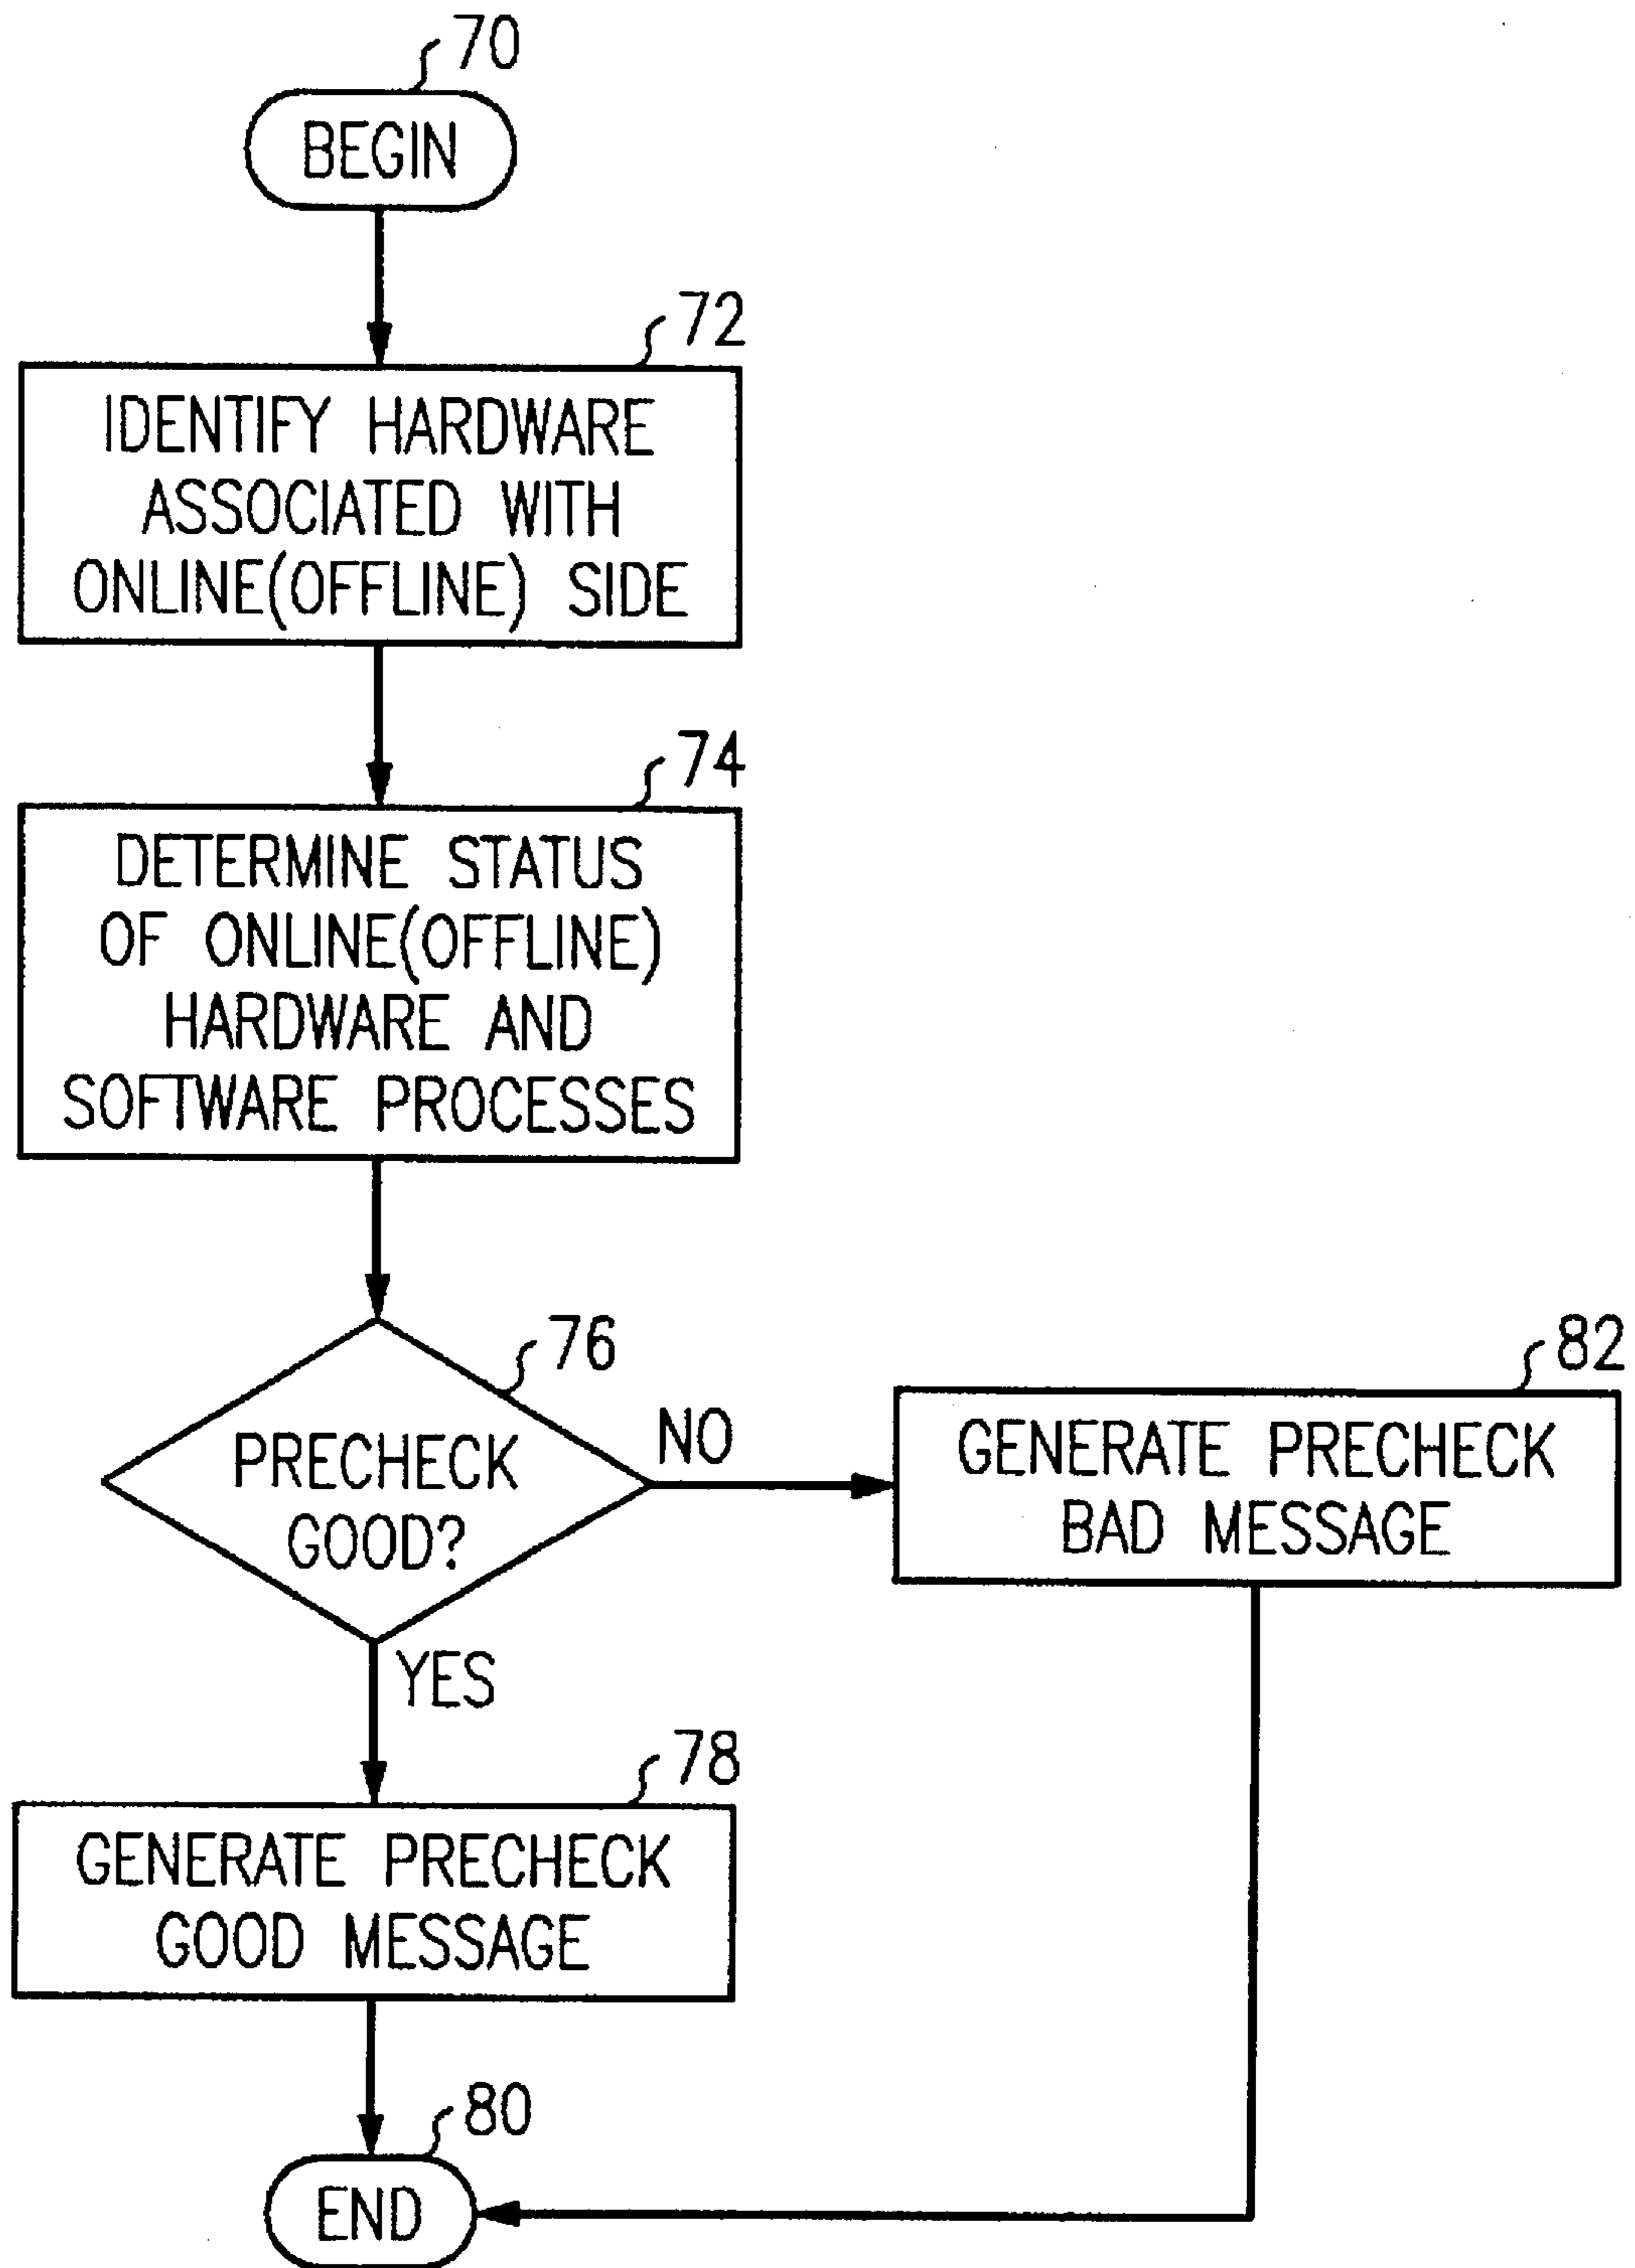 70
BEGIN
72
IDENTIFY HARDWARE
ASSOCIATED WITH
ONLINE(OFFLINE) SIDE
74
DETERMINE STATUS
OF ONLINE(OFFLINE)
HARDWARE AND
SOFTWARE PROCESSES
76
PRECHECK
GOOD?
NO
82
GENERATE PRECHECK
BAD MESSAGE
YES
78
GENERATE PRECHECK
GOOD MESSAGE
80
END